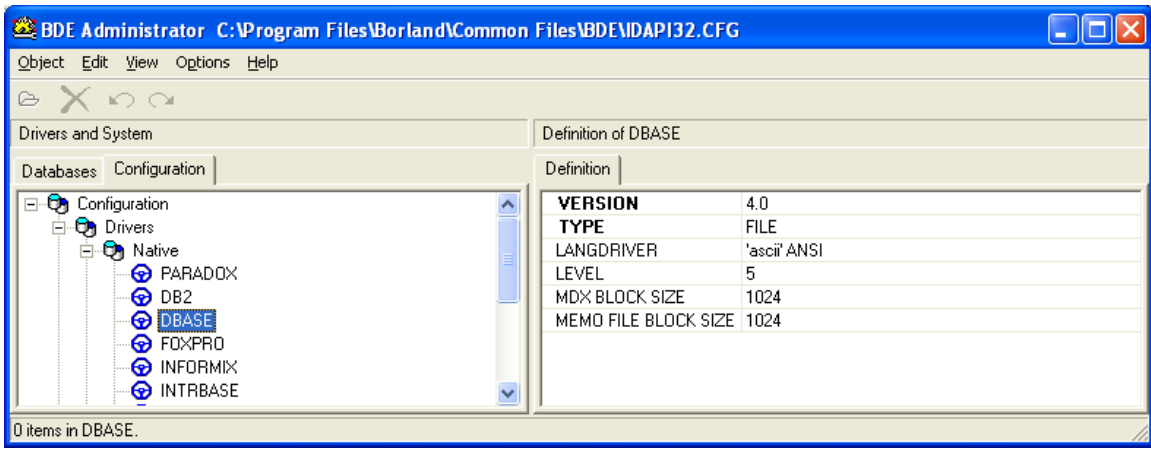 BDE Administrator C:\Program Files\Borland\Common Files\BDE\IDAPI32.CFG
Object Edit View Options Help
Drivers and System
Definition of DBASE
Databases Configuration
Definition
Configuration
Drivers
Native
PARADOX
DB2
DBASE
FOXPRO
INFORMIX
INTRBASE
VERSION 4.0
TYPE FILE
LANGDRIVER 'ascii' ANSI
LEVEL 5
MDX BLOCK SIZE 1024
MEMO FILE BLOCK SIZE 1024
0 items in DBASE.